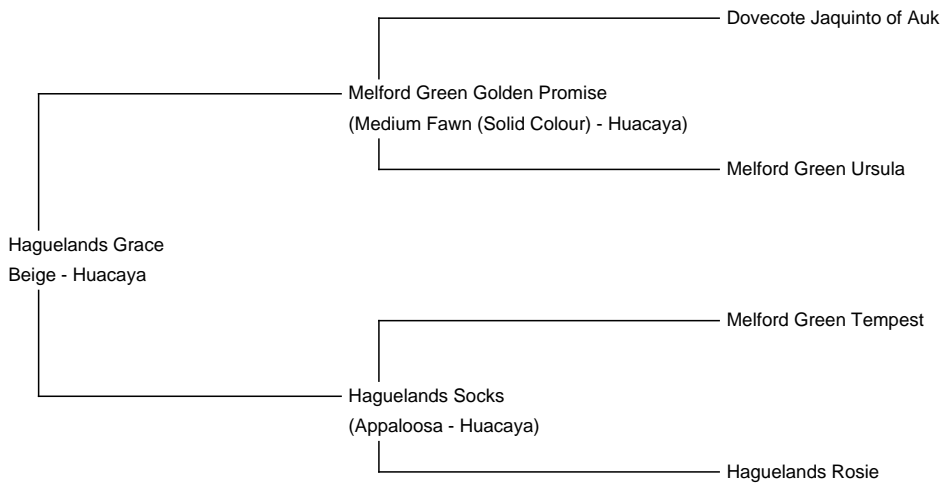 Dovecote Jaquinto of Auk
Melford Green Golden Promise
(Medium Fawn (Solid Colour) - Huacaya)
Melford Green Ursula
Haguelands Grace
Beige - Huacaya
Melford Green Tempest
Haguelands Socks
(Appaloosa - Huacaya)
Haguelands Rosie